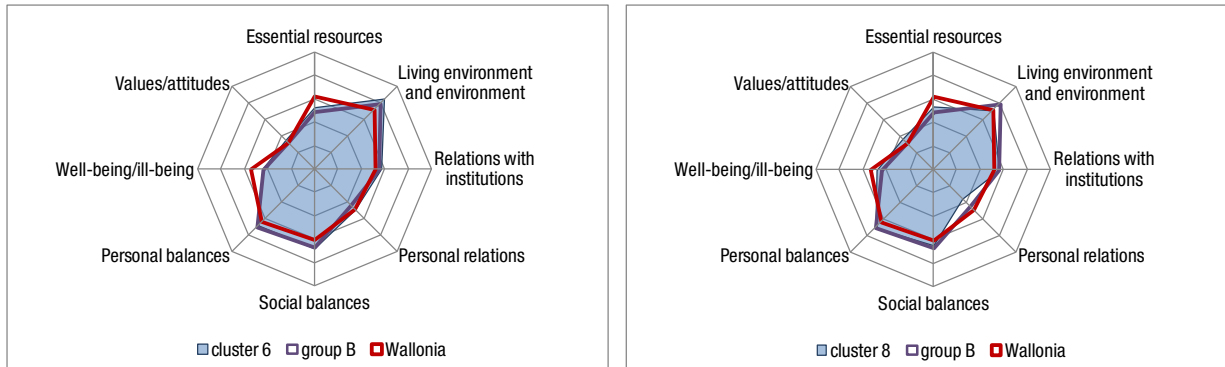 Essential resources
Values/attitudes
Living environment
and environment
Well-being/ill-being
Relations with
institutions
Personal balances
Personal relations
Social balances
cluster 6 group B Wallonia
Essential resources
Values/attitudes
Living environment
and environment
Well-being/ill-being
Relations with
institutions
Personal balances
Personal relations
Social balances
cluster 8 group B Wallonia